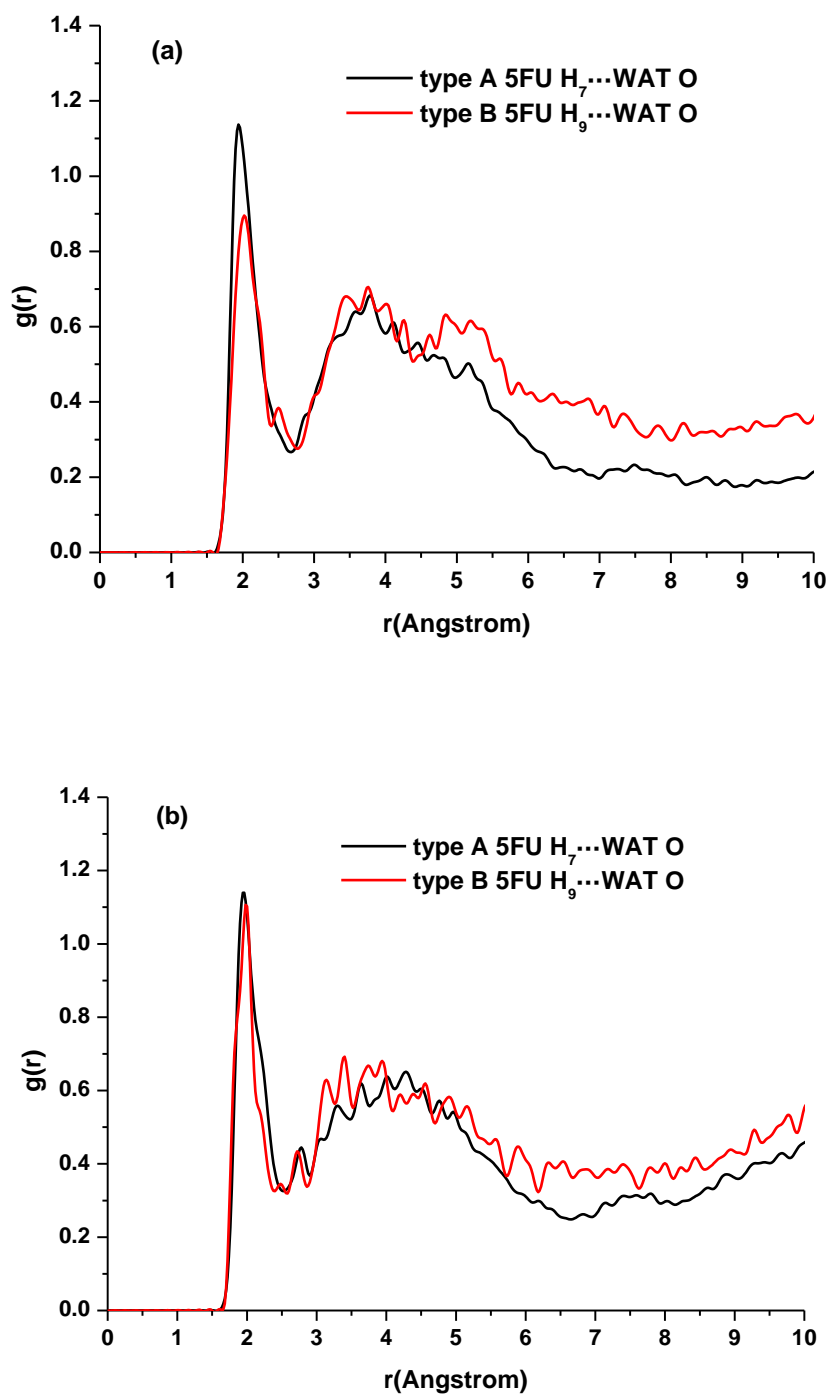 (a)
type A 5FU H₇···WAT O
type B 5FU H₉···WAT O
1.4
1.2
1.0
0.8
0.6
0.4
0.2
0.0
g(r)
0 1 2 3 4 5 6 7 8 9 10
r(Angstrom)
(b)
type A 5FU H₇···WAT O
type B 5FU H₉···WAT O
1.4
1.2
1.0
0.8
0.6
0.4
0.2
0.0
g(r)
0 1 2 3 4 5 6 7 8 9 10
r(Angstrom)